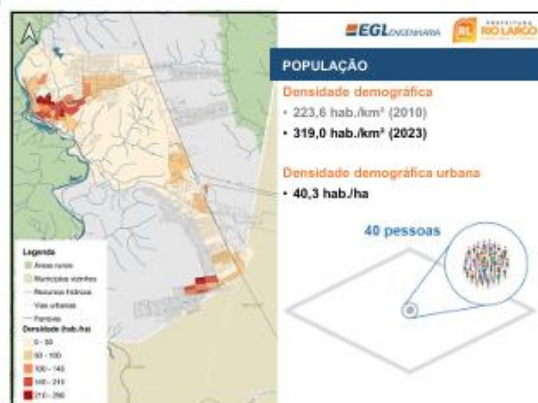 EGL ENGENHARIA
RL PREFEITURA
RIO LARGO
POPULAÇÃO
Densidade demográfica
• 223,6 hab./km² (2010)
• 319,0 hab./km² (2023)
Densidade demográfica urbana
• 40,3 hab./ha
40 pessoas
Legenda
Áreas rurais
Municípios vizinhos
Recursos hídricos
Vias urbanas
Ferrovia
Densidade (hab./ha)
0 - 50
50 - 100
100 - 140
140 - 210
210 - 290